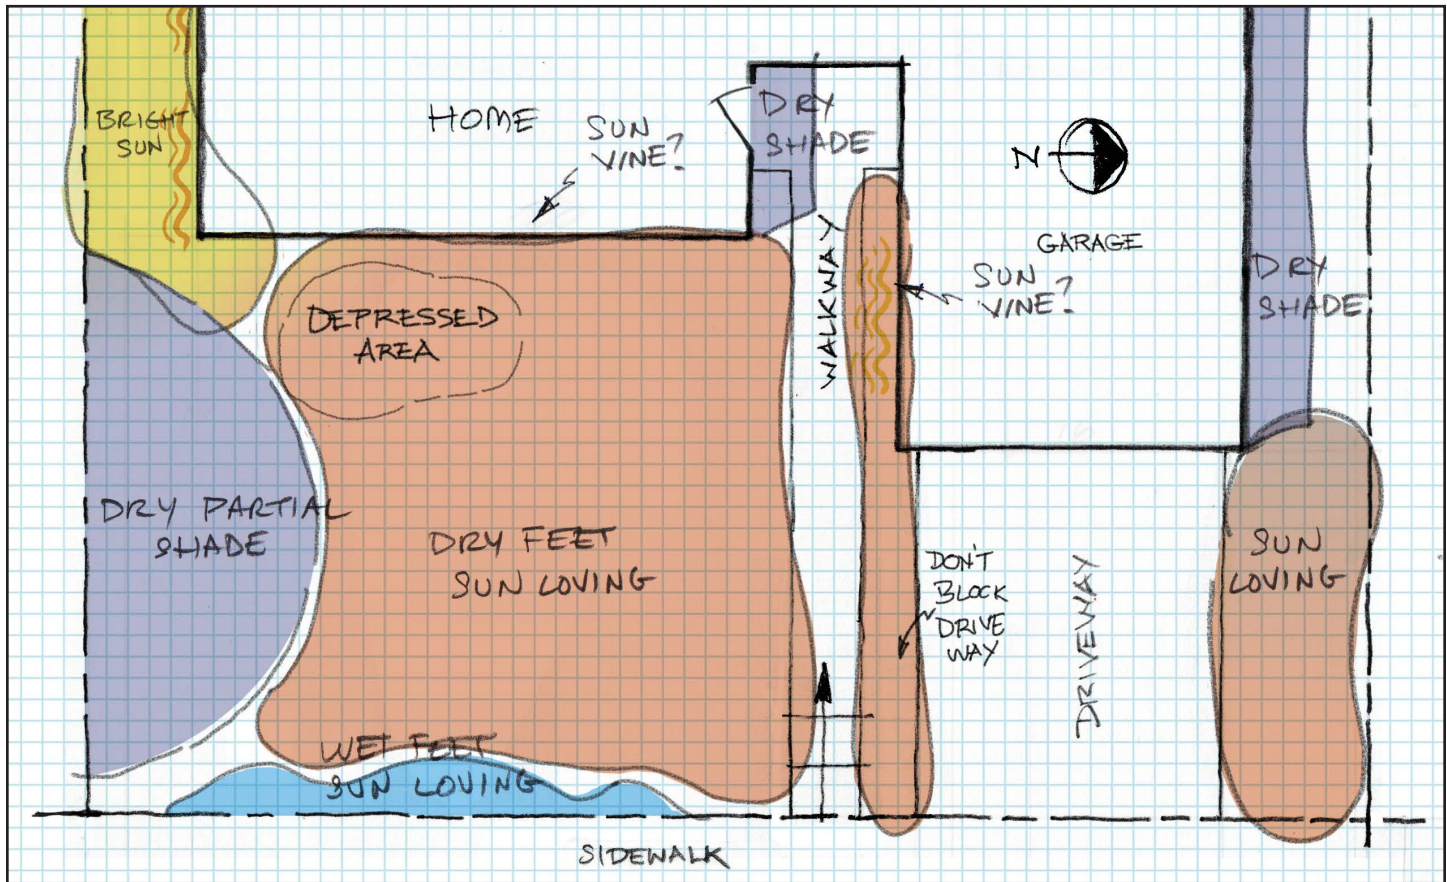 BRIGHT
SUN
HOME
SUN
VINE?
DRY
SHADE
N
GARAGE
SUN
VINE?
DRY
SHADE
WALKWAY
DEPRESSED
AREA
DRY PARTIAL
SHADE
DRY FEET
SUN LOVING
DON'T
BLOCK
DRIVE
WAY
DRIVEWAY
SUN
LOVING
WET FEET
SUN LOVING
SIDEWALK